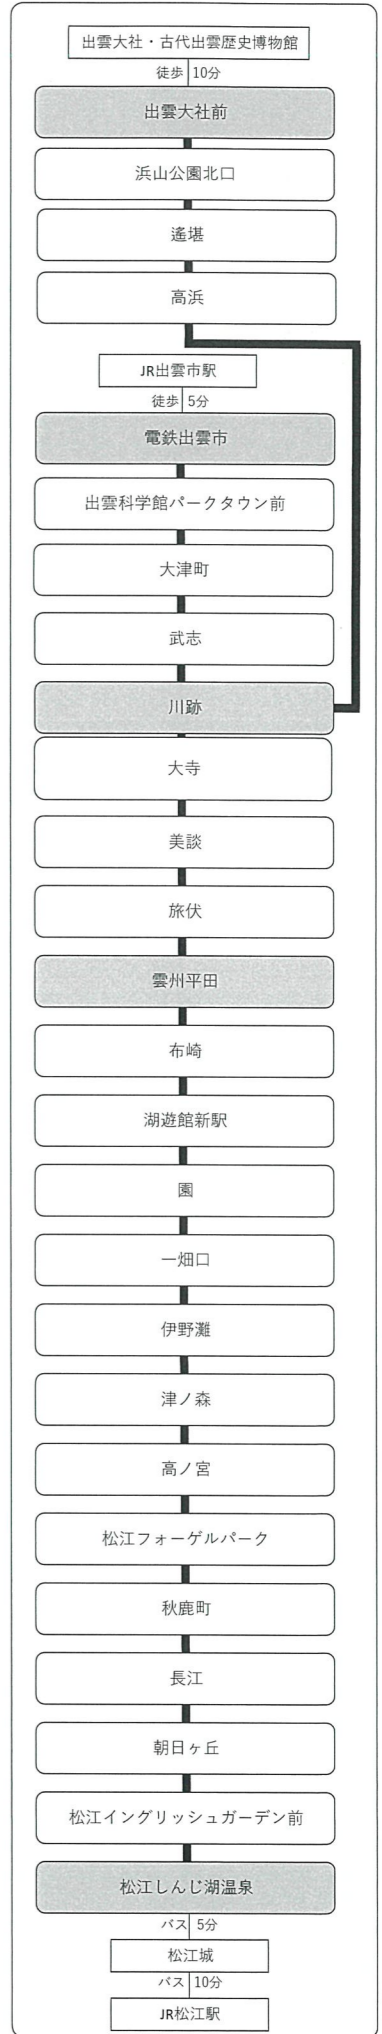 出雲大社・古代出雲歴史博物館
徒歩 10分
出雲大社前
浜山公園北口
遙堪
高浜
JR出雲市駅
徒歩 5分
電鉄出雲市
出雲科学館パークタウン前
大津町
武志
川跡
大寺
美談
旅伏
雲州平田
布崎
湖遊館新駅
園
一畑口
伊野灘
津ノ森
高ノ宮
松江フォーゲルパーク
秋鹿町
長江
朝日ヶ丘
松江イングリッシュガーデン前
松江しんじ湖温泉
バス 5分
松江城
バス 10分
JR松江駅